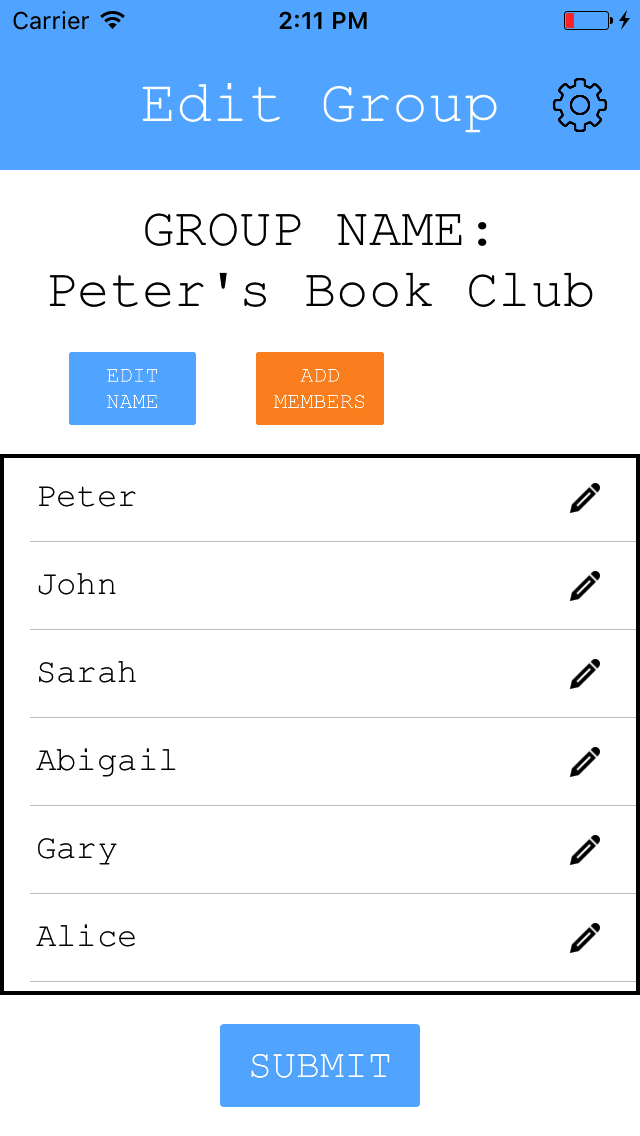 Carrier 2:11 PM
Edit Group
GROUP NAME:
Peter's Book Club
EDIT
NAME
ADD
MEMBERS
Peter
John
Sarah
Abigail
Gary
Alice
SUBMIT